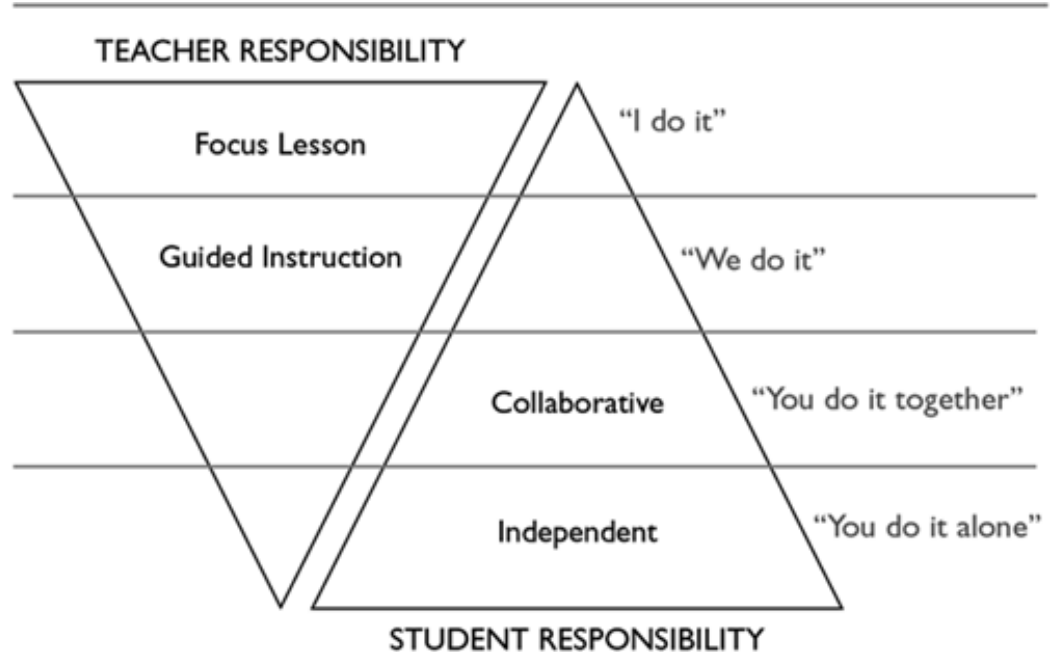 TEACHER RESPONSIBILITY
Focus Lesson
“I do it”
Guided Instruction
“We do it”
Collaborative
“You do it together”
Independent
“You do it alone”
STUDENT RESPONSIBILITY